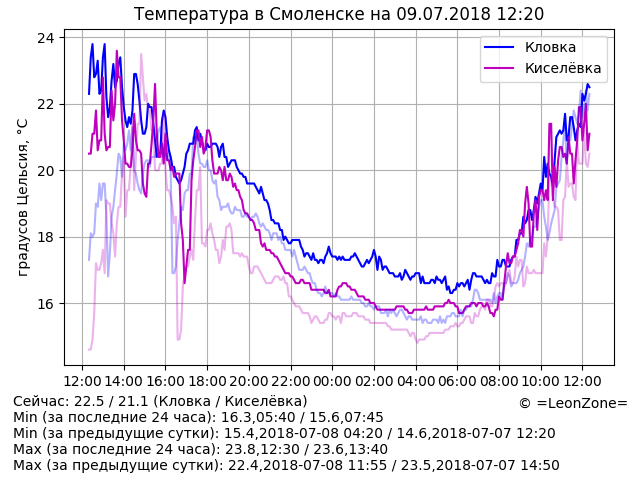 Температура в Смоленске на 09.07.2018 12:20
24
22
20
18
16
градусов Цельсия, °C
Кловка
Киселёвка
12:00 14:00 16:00 18:00 20:00 22:00 00:00 02:00 04:00 06:00 08:00 10:00 12:00
Сейчас: 22.5 / 21.1 (Кловка / Киселёвка)
© =LeonZone=
Min (за последние 24 часа): 16.3,05:40 / 15.6,07:45
Min (за предыдущие сутки): 15.4,2018-07-08 04:20 / 14.6,2018-07-07 12:20
Max (за последние 24 часа): 23.8,12:30 / 23.6,13:40
Max (за предыдущие сутки): 22.4,2018-07-08 11:55 / 23.5,2018-07-07 14:50